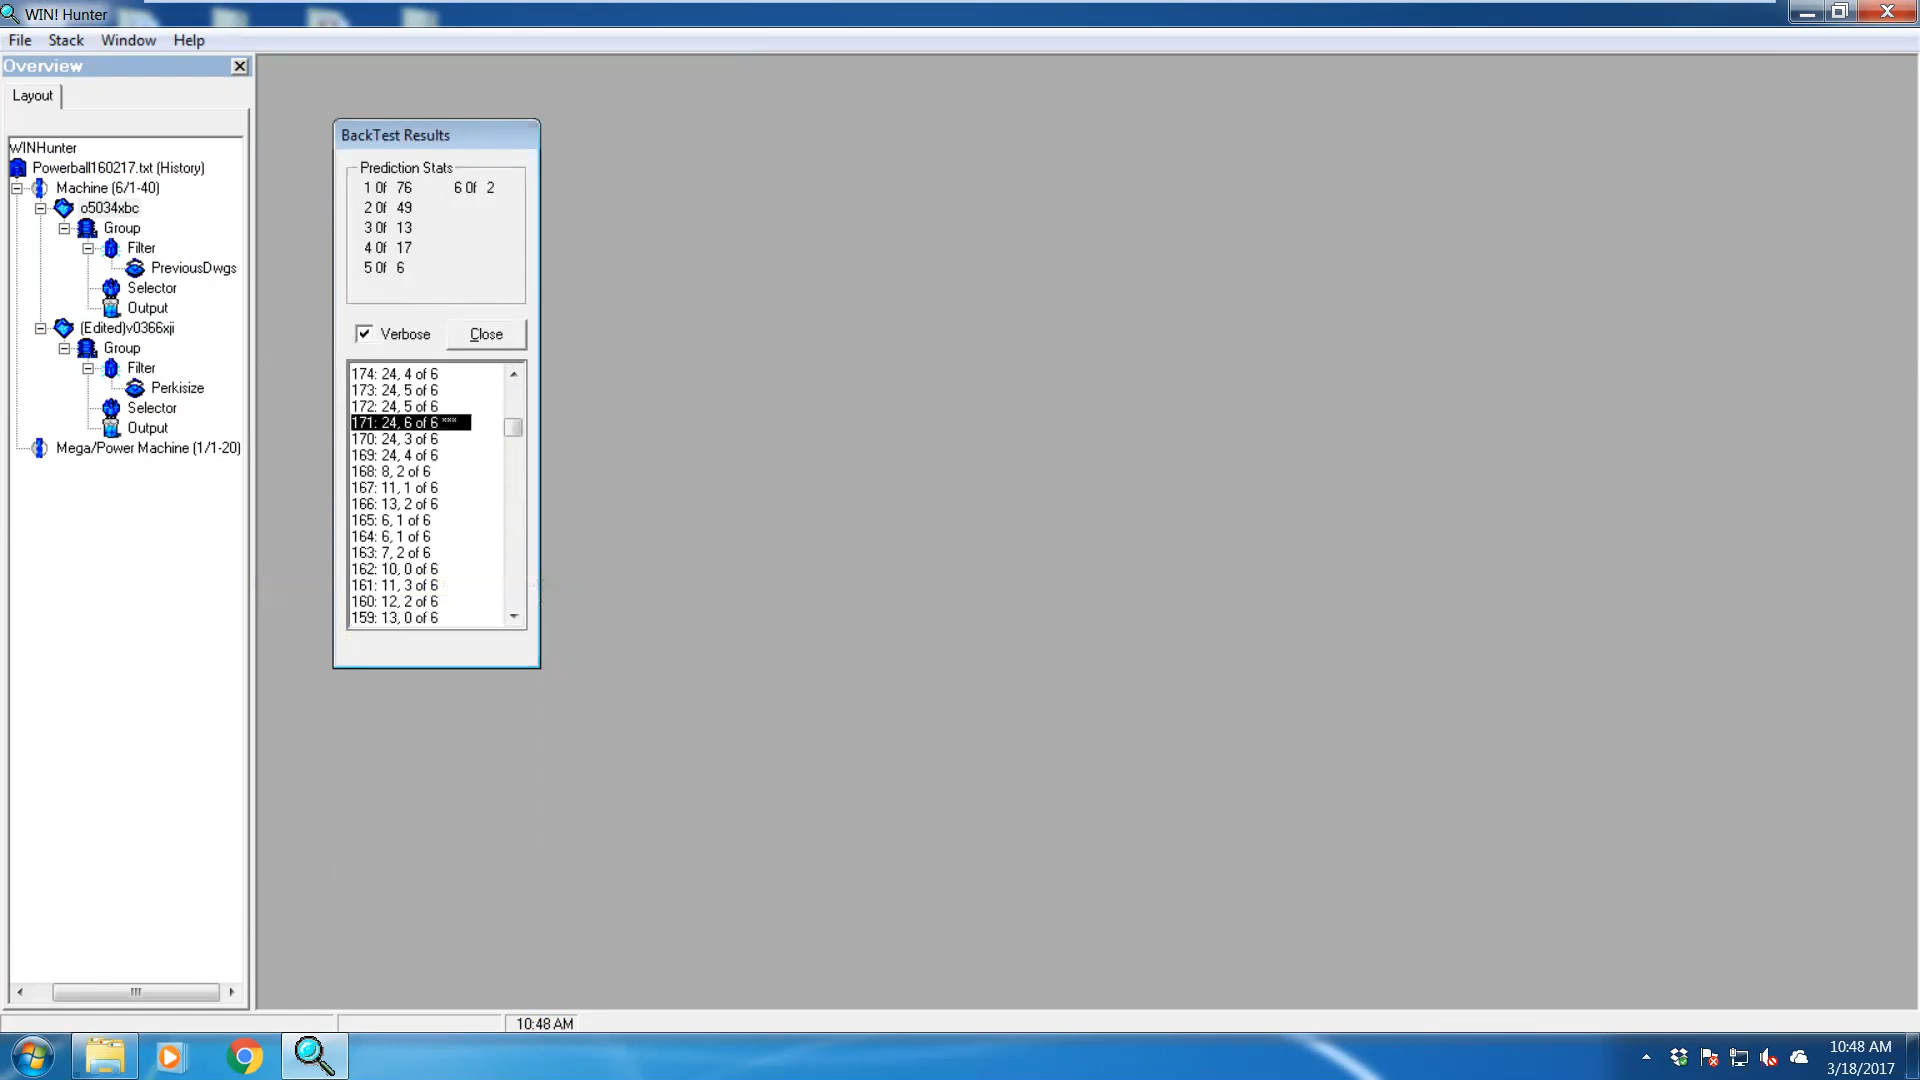 WIN! Hunter
File Stack Window Help
Overview
Layout
WINHunter
Powerball160217.txt (History)
Machine (6/1-40)
o5034xbc
Group
Filter
PreviousDwgs
Selector
Output
(Edited)v0366xji
Group
Filter
Perkisize
Selector
Output
Mega/Power Machine (1/1-20)
BackTest Results
Prediction Stats
1 Of 76 6 Of 2
2 Of 49
3 Of 13
4 Of 17
5 Of 6
Verbose Close
174: 24, 4 of 6
173: 24, 5 of 6
172: 24, 5 of 6
171: 24, 6 of 6 ***
170: 24, 3 of 6
169: 24, 4 of 6
168: 8, 2 of 6
167: 11, 1 of 6
166: 13, 2 of 6
165: 6, 1 of 6
164: 6, 1 of 6
163: 7, 2 of 6
162: 10, 0 of 6
161: 11, 3 of 6
160: 12, 2 of 6
159: 13, 0 of 6
10:48 AM
10:48 AM
3/18/2017